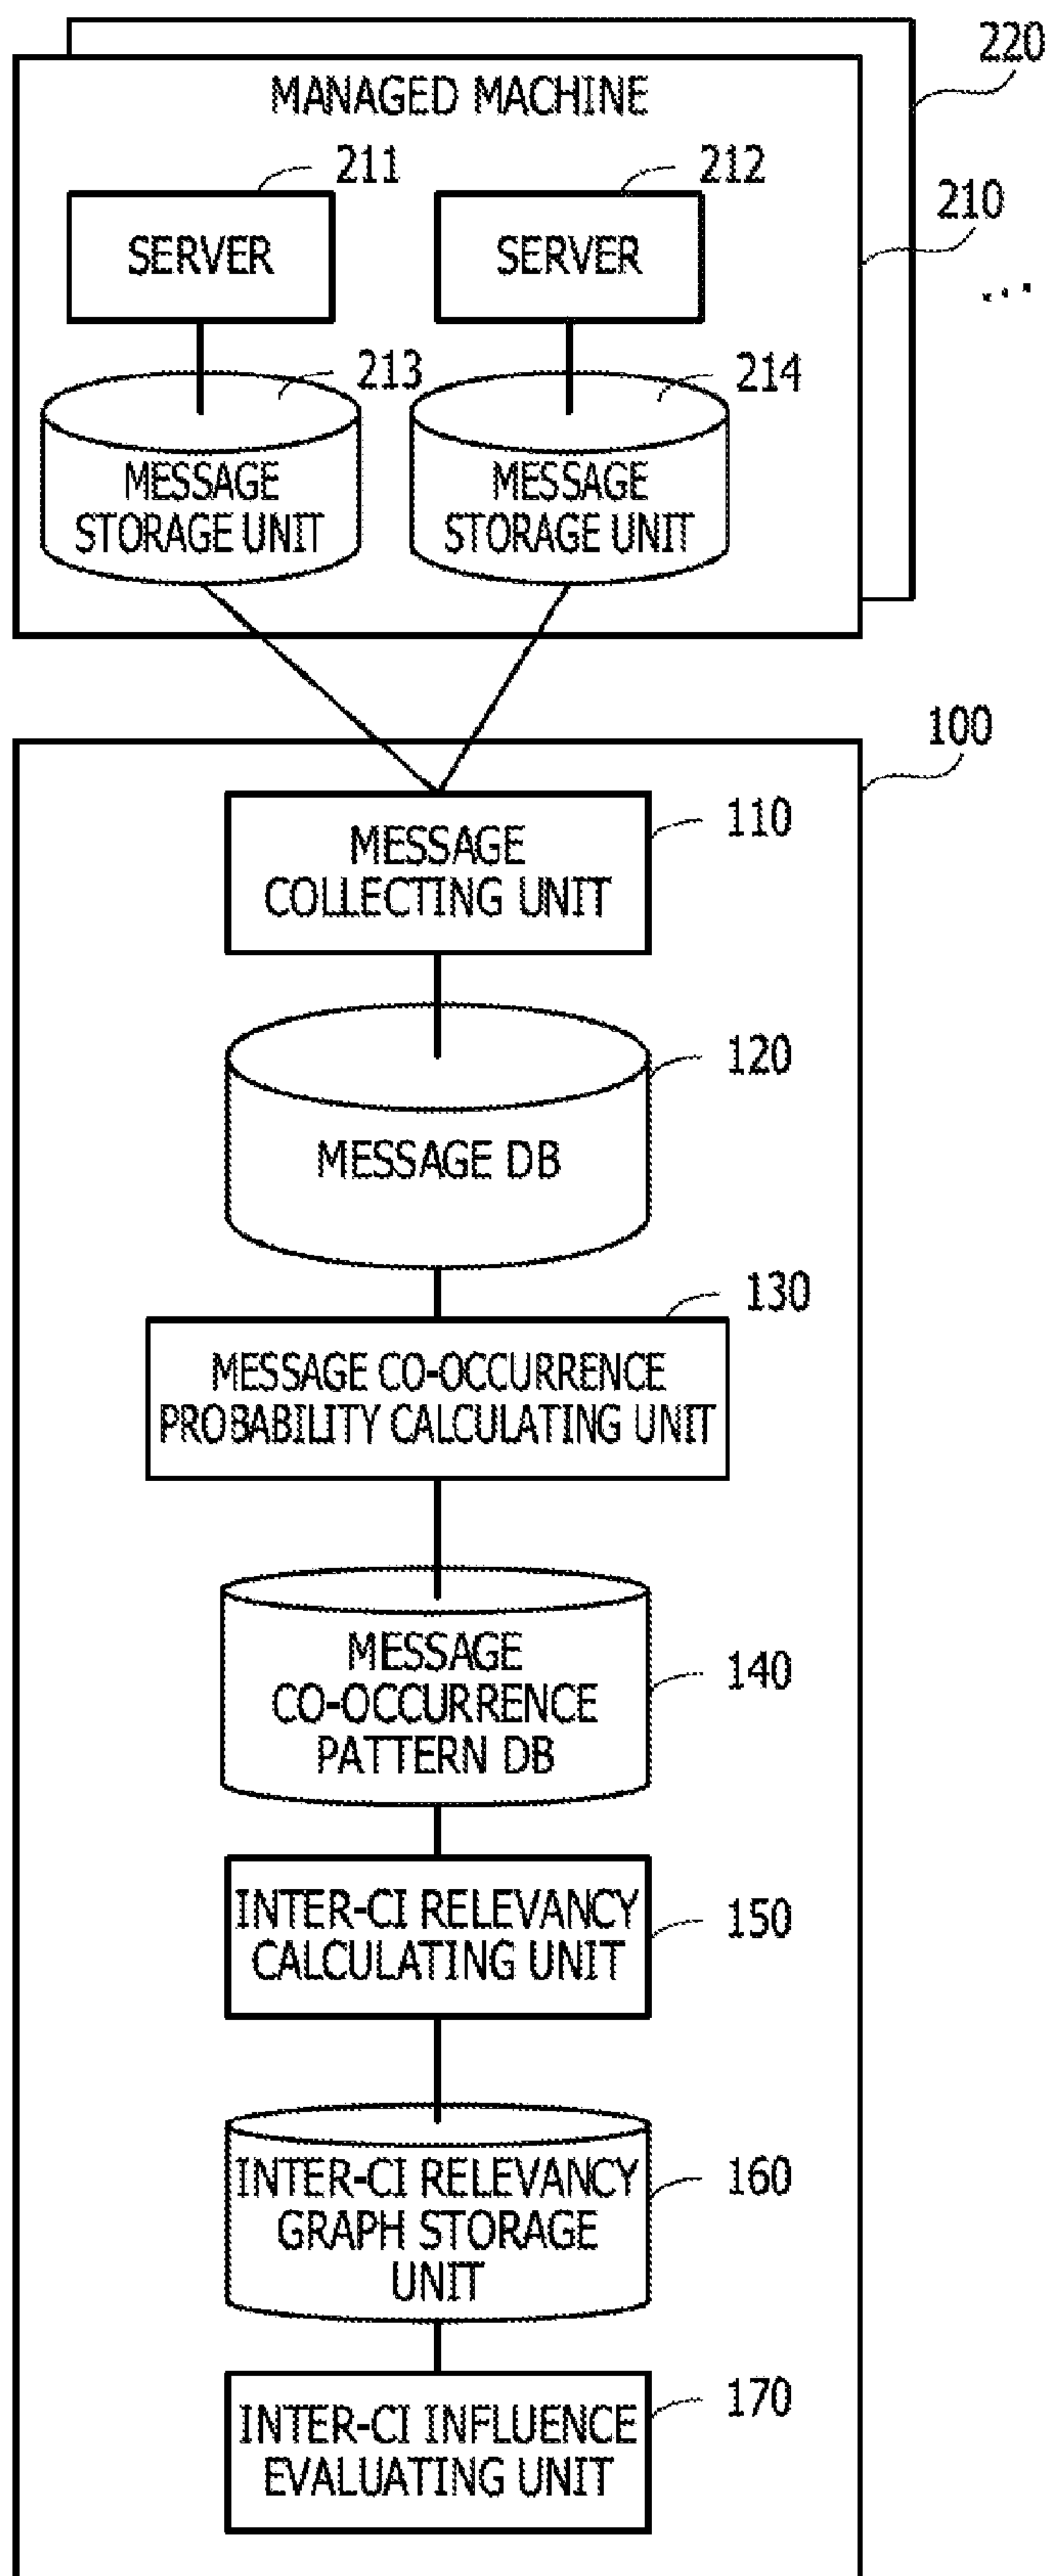 220
MANAGED MACHINE
211
212
210
SERVER
SERVER
...
213
214
MESSAGE
STORAGE UNIT
MESSAGE
STORAGE UNIT
100
110
MESSAGE
COLLECTING UNIT
120
MESSAGE DB
130
MESSAGE CO-OCCURRENCE
PROBABILITY CALCULATING UNIT
MESSAGE
CO-OCCURRENCE
PATTERN DB
140
INTER-CI RELEVANCY
CALCULATING UNIT
150
INTER-CI RELEVANCY
GRAPH STORAGE
UNIT
160
INTER-CI INFLUENCE
EVALUATING UNIT
170